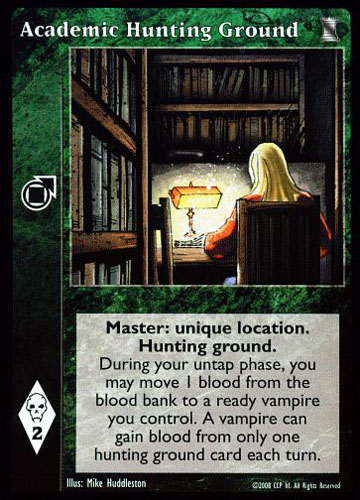 Academic Hunting Ground
Master: unique location.
Hunting ground.
During your untap phase, you
may move 1 blood from the
blood bank to a ready vampire
you control. A vampire can
gain blood from only one
hunting ground card each turn.
2
Illus: Mike Huddleston
©2008 CCP hf. All Rights Reserved